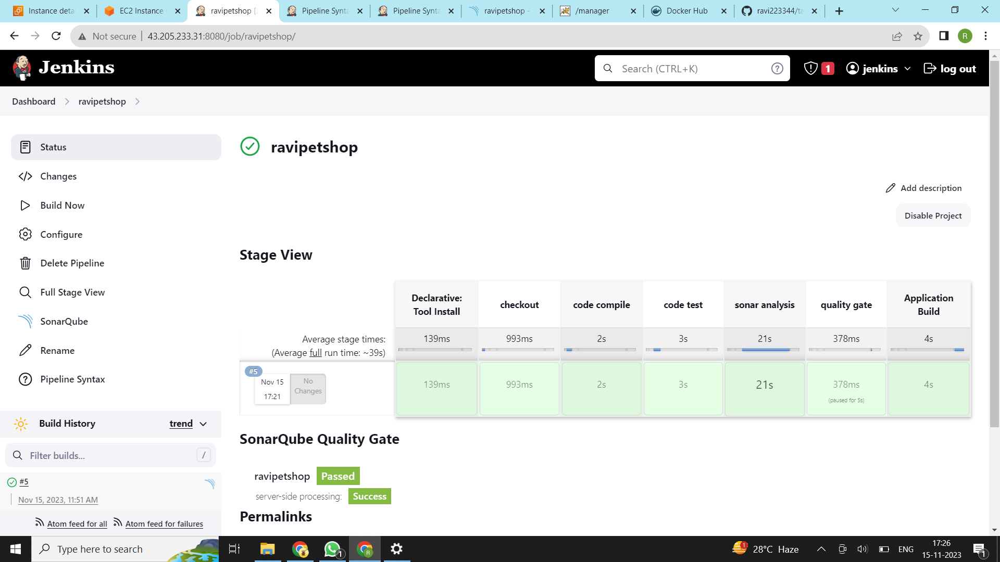 Instance deta
EC2 Instance
ravipetshop [
Pipeline Synta
Pipeline Synta
ravipetshop -
/manager
Docker Hub
ravi223344/ta
Not secure
43.205.233.31:8080/job/ravipetshop/
R
Jenkins
Search (CTRL+K)
1
jenkins
log out
Dashboard
ravipetshop
Status
Changes
Build Now
Configure
Delete Pipeline
Full Stage View
SonarQube
Rename
Pipeline Syntax
Build History
trend
Filter builds...
/
#5
Nov 15, 2023, 11:51 AM
Atom feed for all
Atom feed for failures
ravipetshop
Add description
Disable Project
Stage View
Declarative: Tool Install
checkout
code compile
code test
sonar analysis
quality gate
Application Build
Average stage times:
(Average full run time: ~39s)
139ms
993ms
2s
3s
21s
378ms
4s
#5
Nov 15
17:21
No Changes
139ms
993ms
2s
3s
21s
378ms
(paused for 5s)
4s
SonarQube Quality Gate
ravipetshop Passed
server-side processing: Success
Permalinks
Type here to search
1
R
1
28°C Haze
ENG
17:26
15-11-2023
1